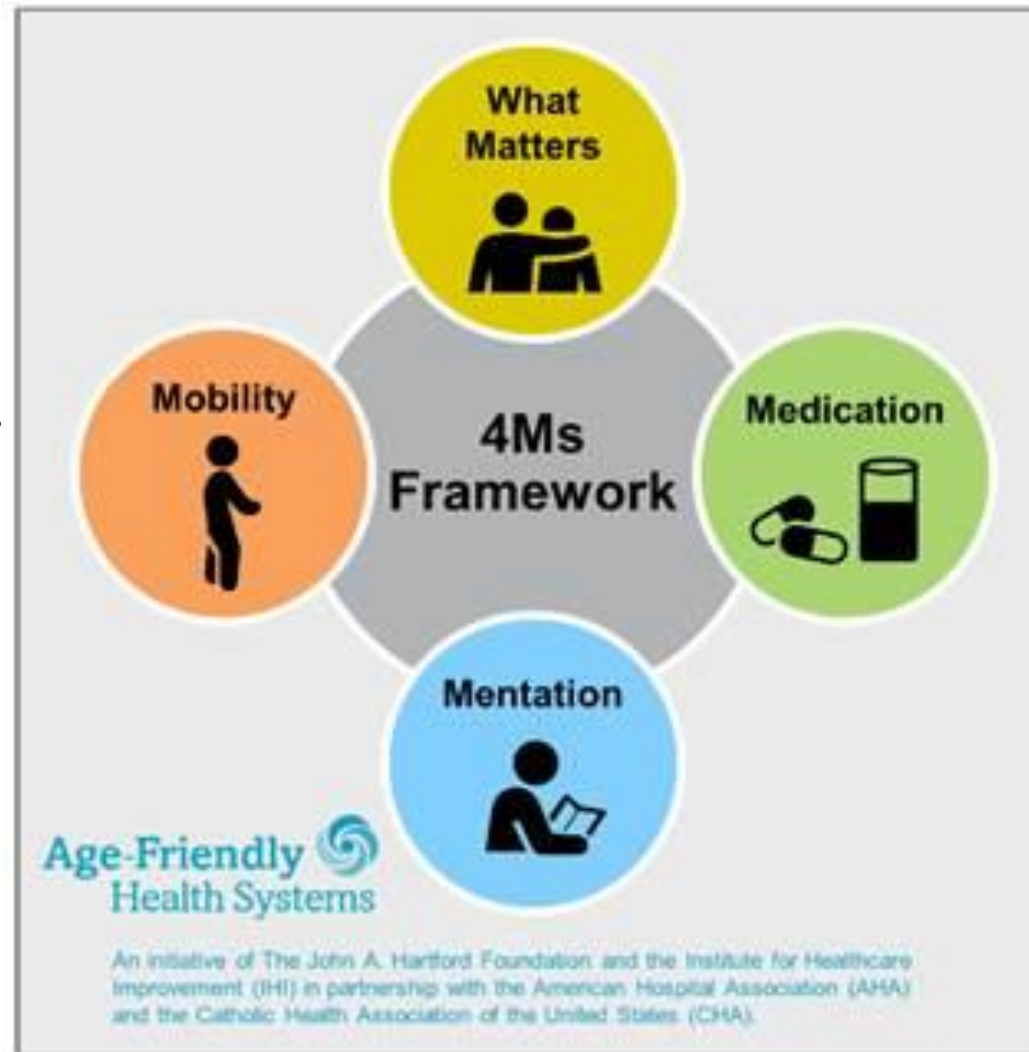 What
Matters
Mobility
4Ms
Framework
Medication
Mentation
Age-Friendly
Health Systems
An initiative of The John A. Hartford Foundation and the Institute for Healthcare
Improvement (IHI) in partnership with the American Hospital Association (AHA)
and the Catholic Health Association of the United States (CHA).